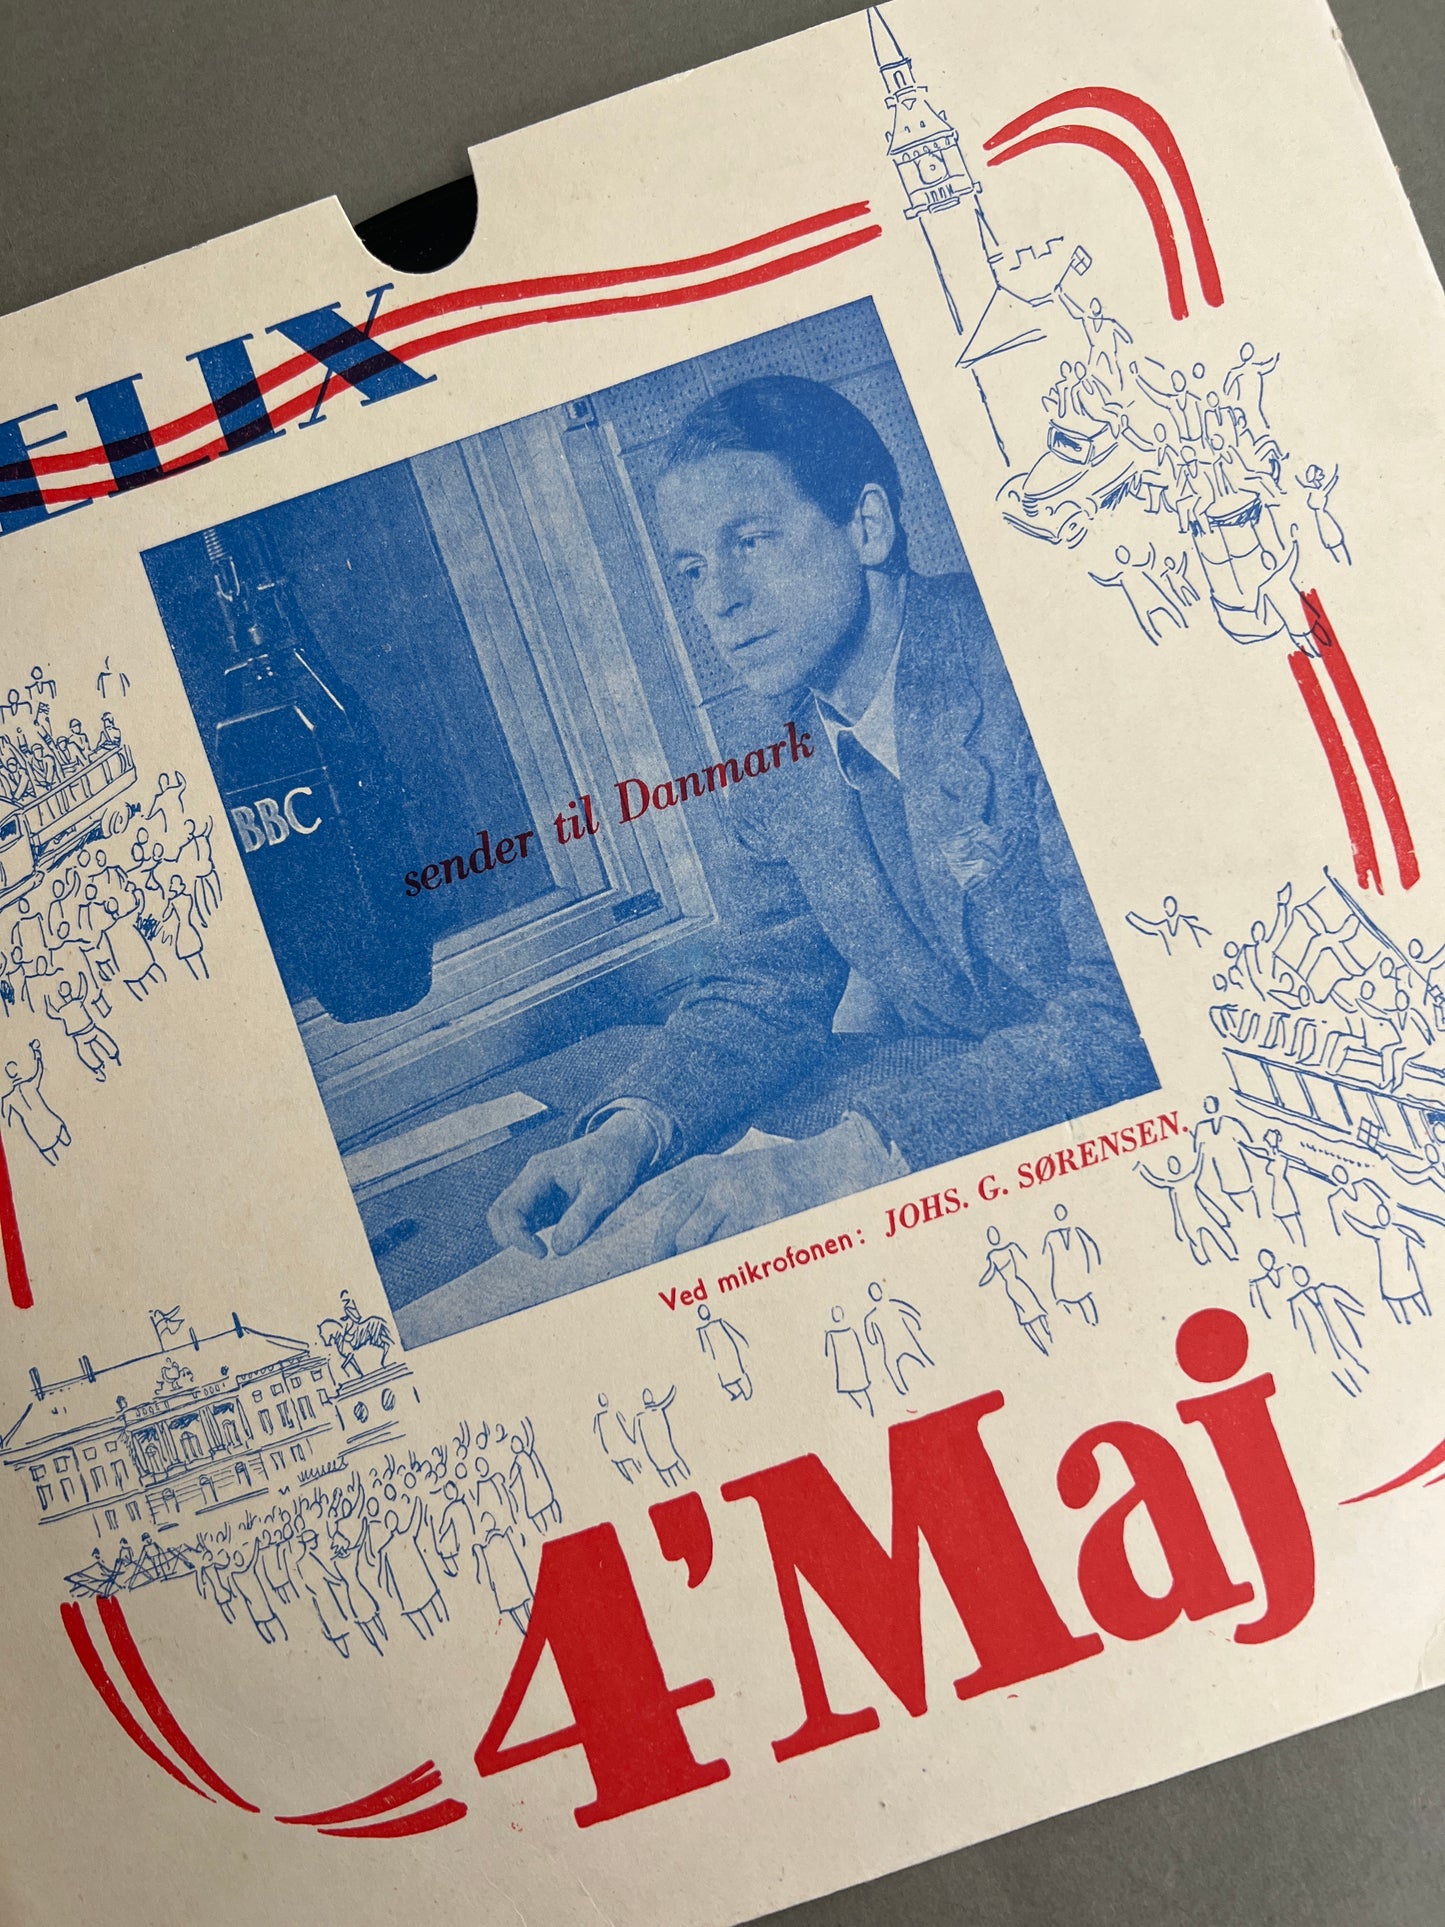 ELIX
BBC
sender til Danmark
Ved mikrofonen: JOHS. G. SØRENSEN.
4' Maj